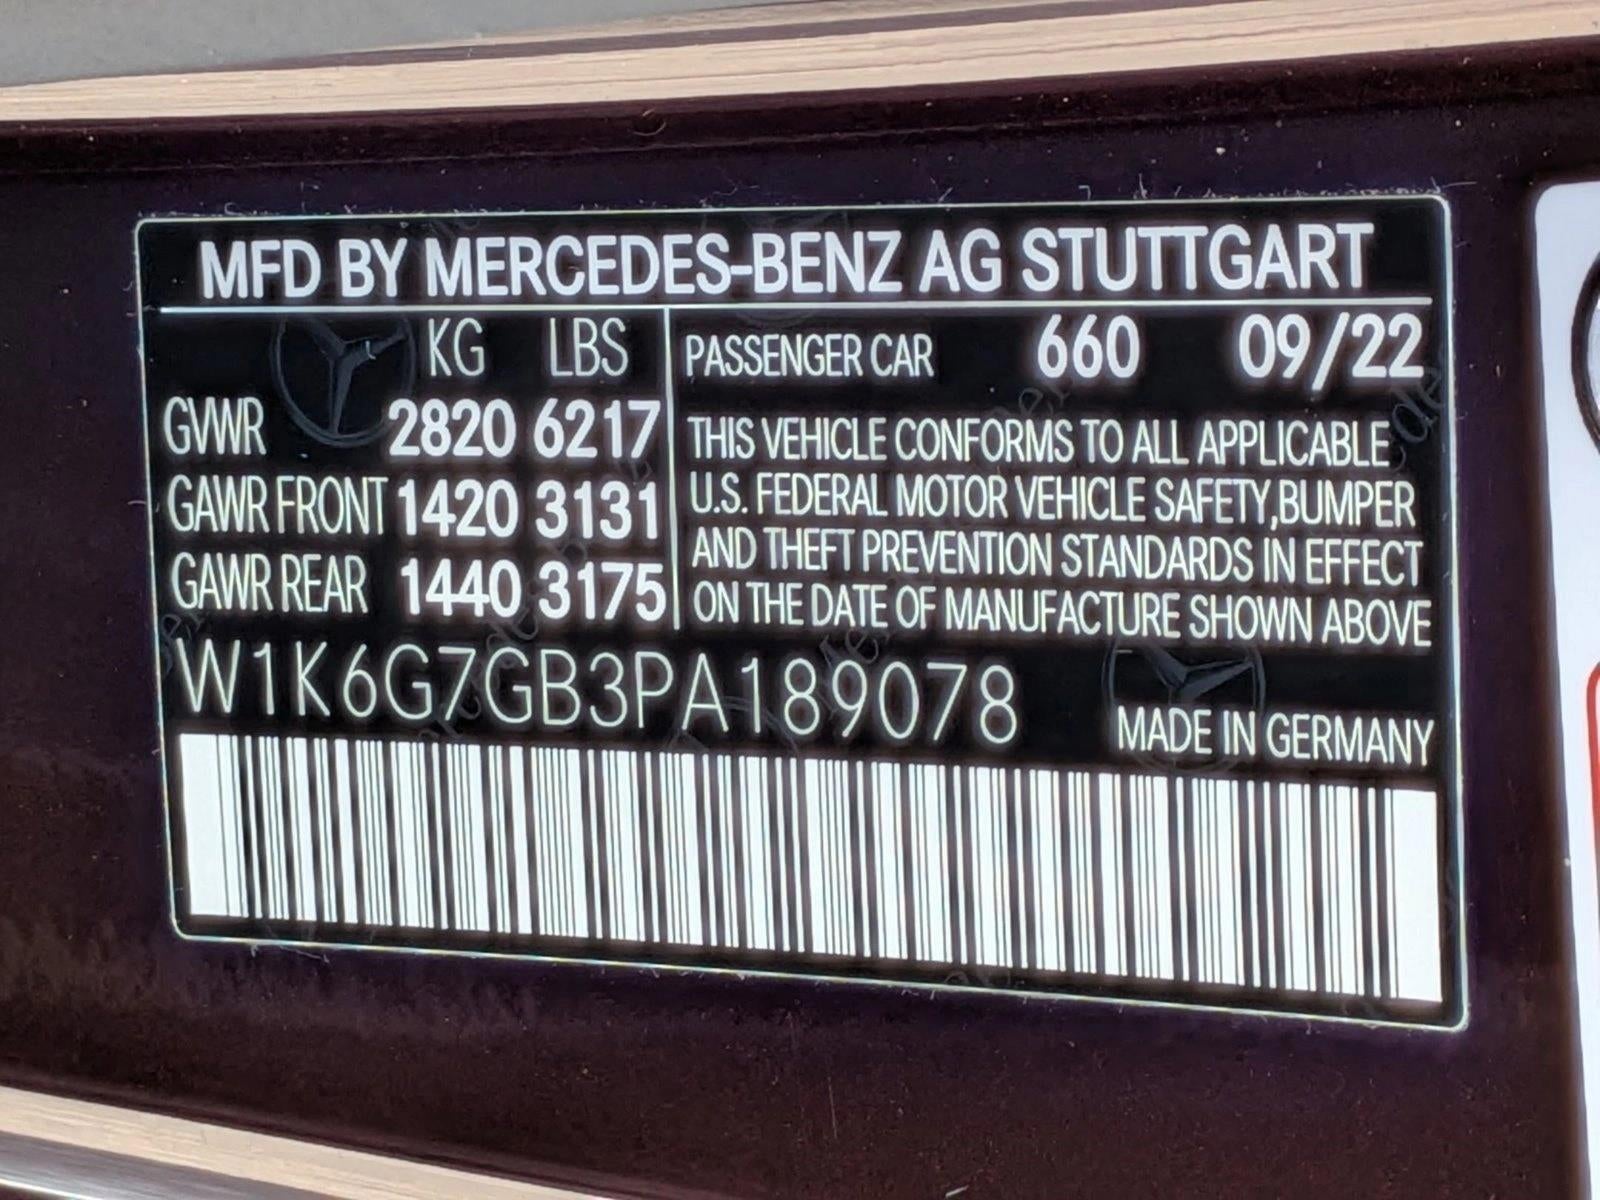 MFD BY MERCEDES-BENZ AG STUTTGART
KG LBS
GVWR 2820 6217
GAWR FRONT 1420 3131
GAWR REAR 1440 3175
PASSENGER CAR 660 09/22
THIS VEHICLE CONFORMS TO ALL APPLICABLE
U.S. FEDERAL MOTOR VEHICLE SAFETY,BUMPER
AND THEFT PREVENTION STANDARDS IN EFFECT
ON THE DATE OF MANUFACTURE SHOWN ABOVE
W1K6G7GB3PA189078
MADE IN GERMANY